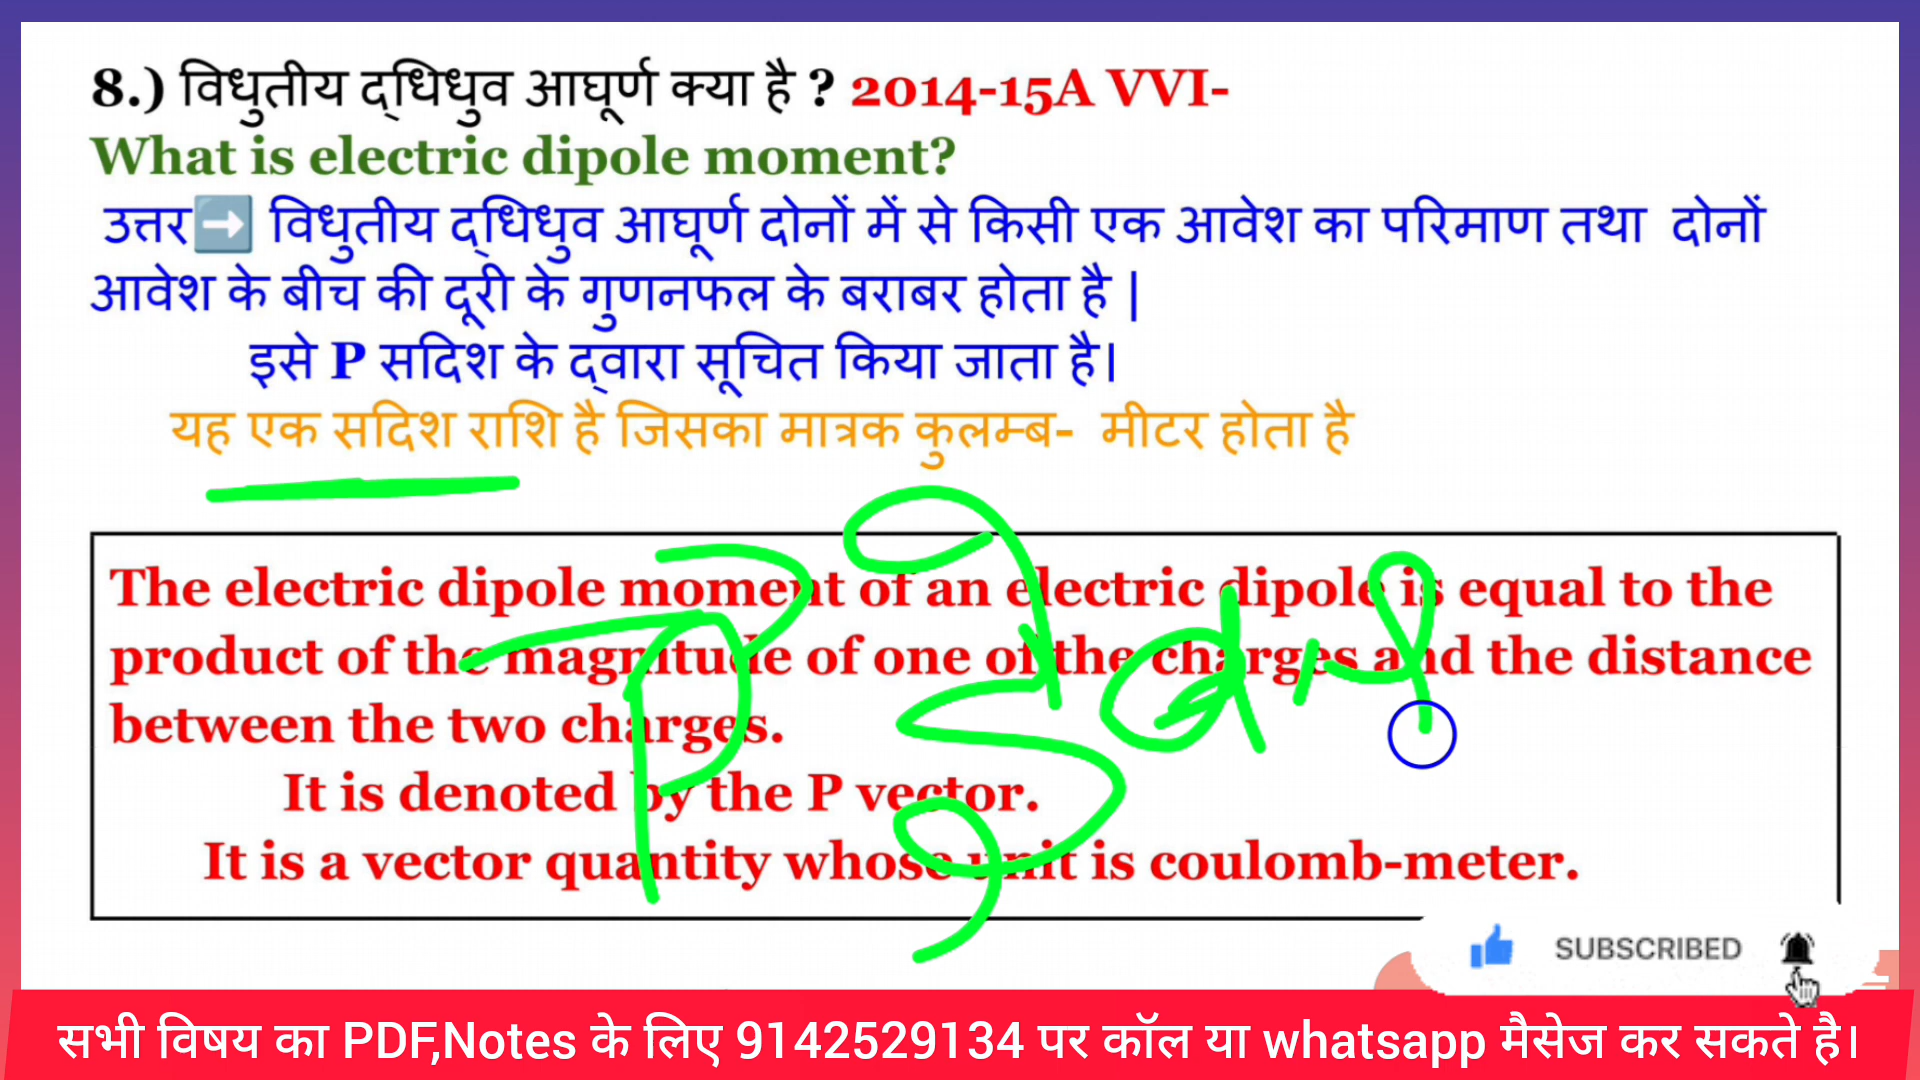 8.) विधुतीय द्धिधुव आघूर्ण क्या है ? 2014-15A VVI-
What is electric dipole moment?
उत्तर➡️ विधुतीय द्धिधुव आघूर्ण दोनों में से किसी एक आवेश का परिमाण तथा दोनों
आवेश के बीच की दूरी के गुणनफल के बराबर होता है |
इसे P सदिश के द्वारा सूचित किया जाता है।
यह एक सदिश राशि है जिसका मात्रक कुलम्ब- मीटर होता है
The electric dipole moment of an electric dipole is equal to the
product of the magnitude of one of the charges and the distance
between the two charges.
It is denoted by the P vector.
It is a vector quantity whose unit is coulomb-meter.
SUBSCRIBED
सभी विषय का PDF,Notes के लिए 9142529134 पर कॉल या whatsapp मैसेज कर सकते है।